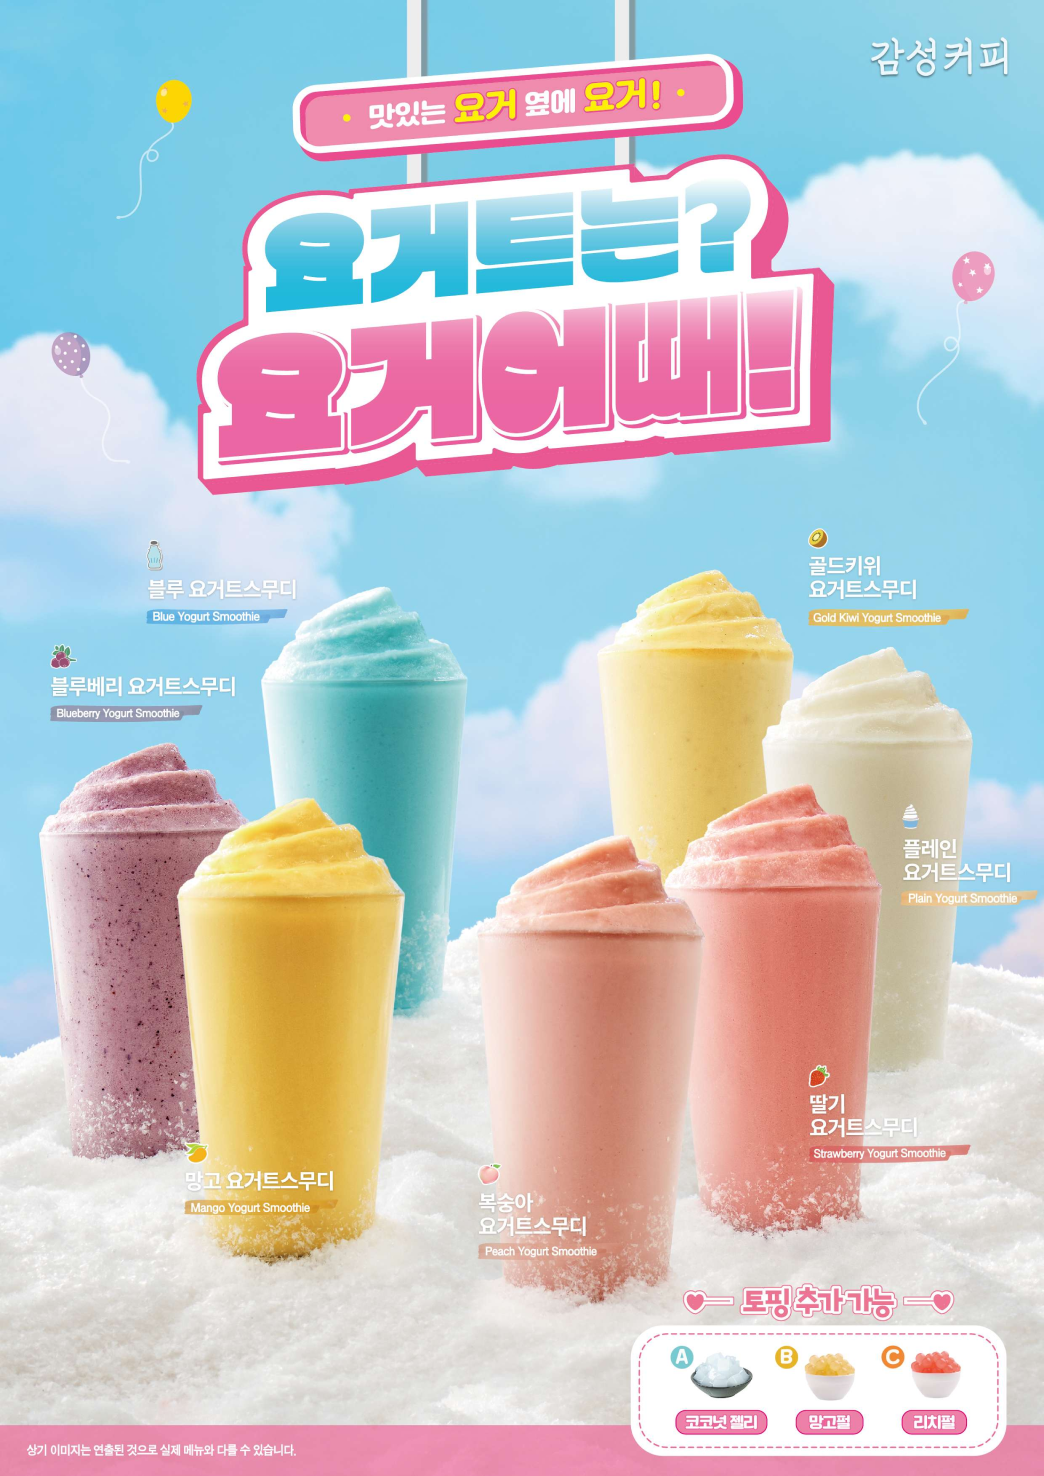 감성커피
맛있는 요거 옆에 요거!
요거트는?
요거어때!
블루 요거트스무디
Blue Yogurt Smoothie
골드키위
요거트스무디
Gold Kiwi Yogurt Smoothie
블루베리 요거트스무디
Blueberry Yogurt Smoothie
플레인
요거트스무디
Plain Yogurt Smoothie
딸기
요거트스무디
Strawberry Yogurt Smoothie
망고 요거트스무디
Mango Yogurt Smoothie
복숭아
요거트스무디
Peach Yogurt Smoothie
토핑 추가 가능
A B C
코코넛 젤리 망고펄 리치펄
상기 이미지는 연출된 것으로 실제 메뉴와 다를 수 있습니다.